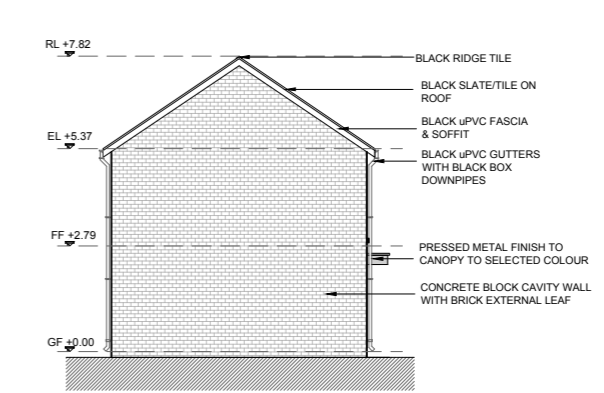 RL +7.82
BLACK RIDGE TILE
BLACK SLATE/TILE ON
ROOF
BLACK uPVC FASCIA
& SOFFIT
EL +5.37
BLACK uPVC GUTTERS
WITH BLACK BOX
DOWNPIPES
FF +2.79
PRESSED METAL FINISH TO
CANOPY TO SELECTED COLOUR
CONCRETE BLOCK CAVITY WALL
WITH BRICK EXTERNAL LEAF
GF +0.00